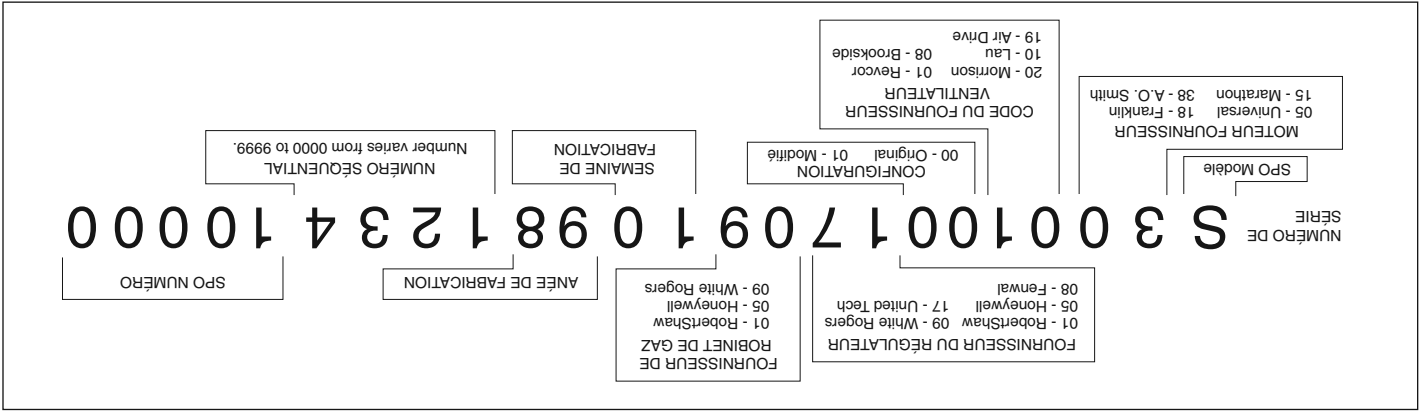 FOURNISSEUR DU RÉGULATEUR
01 - RobertShaw 09 - White Rogers
05 - Honeywell 17 - United Tech
08 - Fenwal
FOURNISSEUR DE
ROBINET DE GAZ
01 - RobertShaw
05 - Honeywell
09 - White Rogers
ANÉE DE FABRICATION
SPO NUMÉRO
NUMÉRO DE
SÉRIE
S 3 0 0 1 0 0 1 7 0 9 1 0 9 8 1 2 3 4 1 0 0 0 0
SPO Modèle
MOTEUR FOURNISSEUR
05 - Universal 18 - Franklin
15 - Marathon 38 - A.O. Smith
CODE DU FOURNISSEUR
VENTILATEUR
20 - Morrison 01 - Revcor
10 - Lau 08 - Brookside
19 - Air Drive
CONFIGURATION
00 - Original 01 - Modifié
SEMAINE DE
FABRICATION
NUMÉRO SÉQUENTIAL
Number varies from 0000 to 9999.